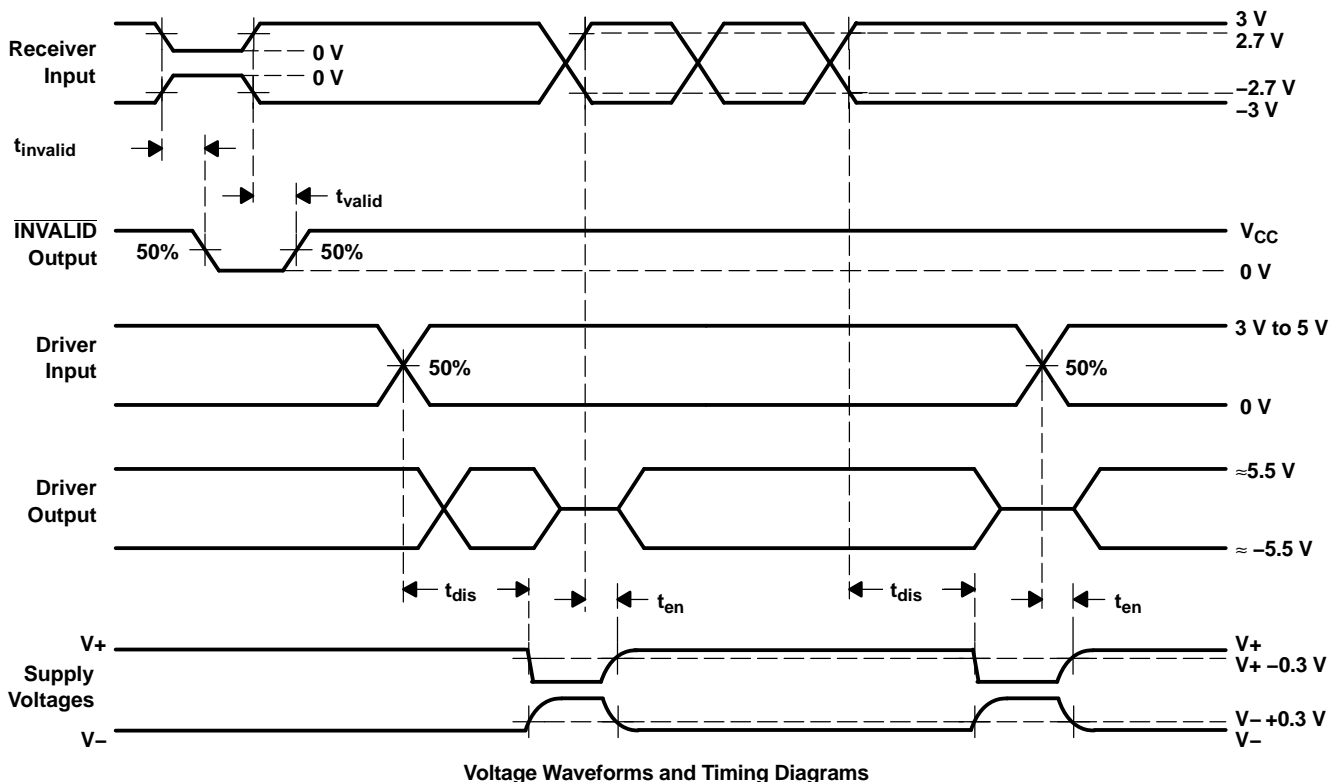 3 V
2.7 V
Receiver
Input
0 V
0 V
–2.7 V
–3 V
tinvalid
tvalid
INVALID
Output
50%
50%
VCC
0 V
Driver
Input
50%
50%
3 V to 5 V
0 V
Driver
Output
≈5.5 V
≈ –5.5 V
tdis
ten
tdis
ten
V+
V+
V+ –0.3 V
Supply
Voltages
V– +0.3 V
V–
V–
Voltage Waveforms and Timing Diagrams